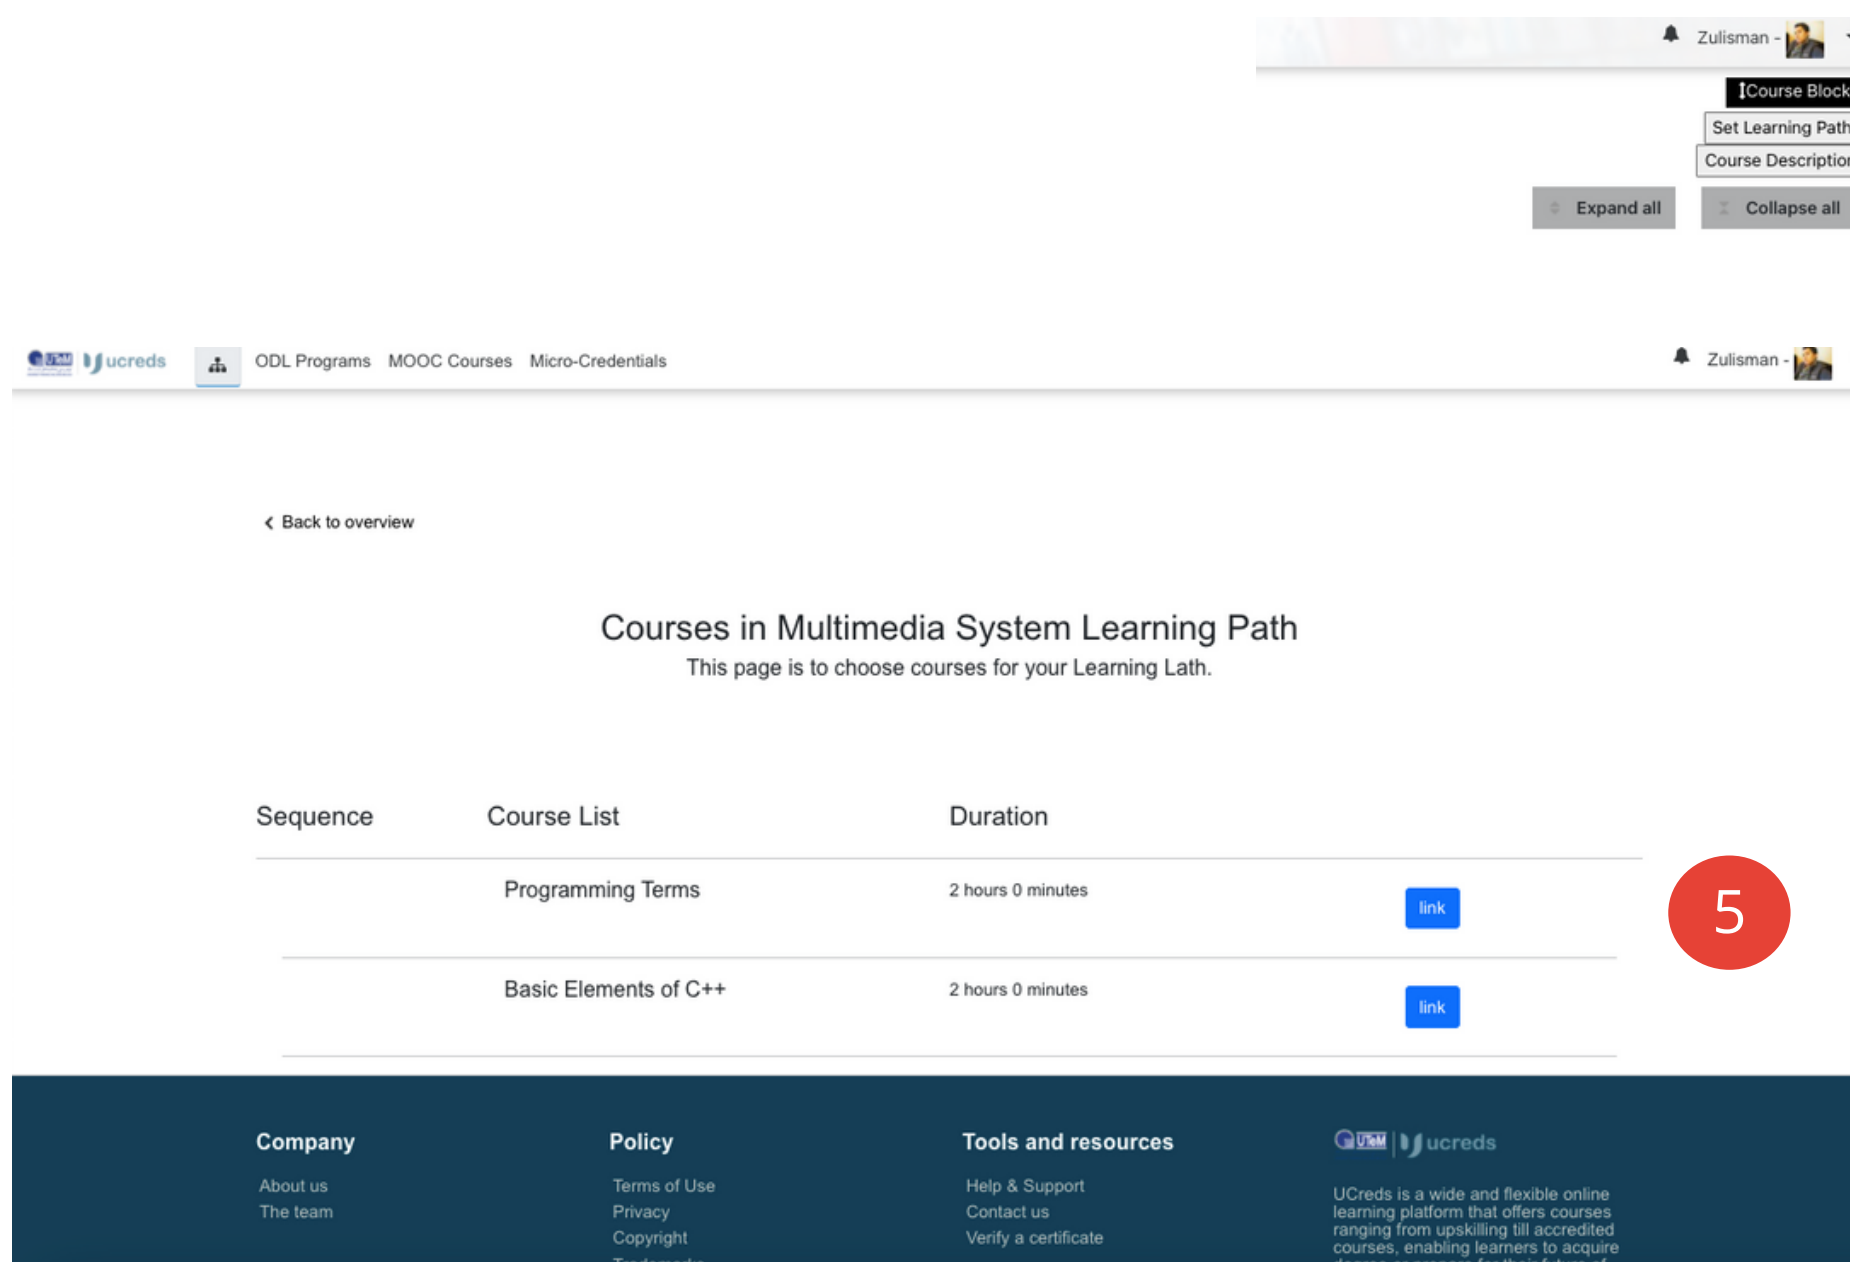 Zulisman -
Course Block
Set Learning Path
Course Description
Expand all Collapse all
UTeM ucreds ODL Programs MOOC Courses Micro-Credentials Zulisman -
Back to overview
Courses in Multimedia System Learning Path
This page is to choose courses for your Learning Lath.
Sequence Course List Duration
Programming Terms 2 hours 0 minutes link
5
Basic Elements of C++ 2 hours 0 minutes link
Company Policy Tools and resources UTeM ucreds
About us Terms of Use Help & Support
The team Privacy Contact us
Copyright Verify a certificate
UCreds is a wide and flexible online
learning platform that offers courses
ranging from upskilling till accredited
courses, enabling learners to acquire